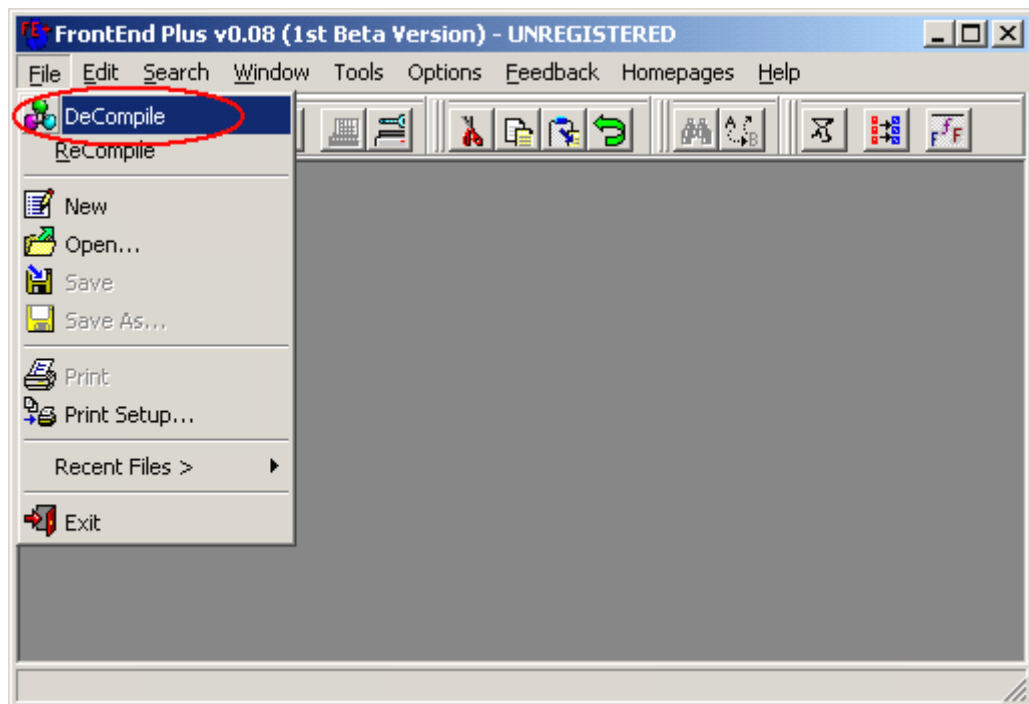 FrontEnd Plus v0.08 (1st Beta Version) - UNREGISTERED
File Edit Search Window Tools Options Feedback Homepages Help
DeCompile
ReCompile
New
Open...
Save
Save As...
Print
Print Setup...
Recent Files >
Exit